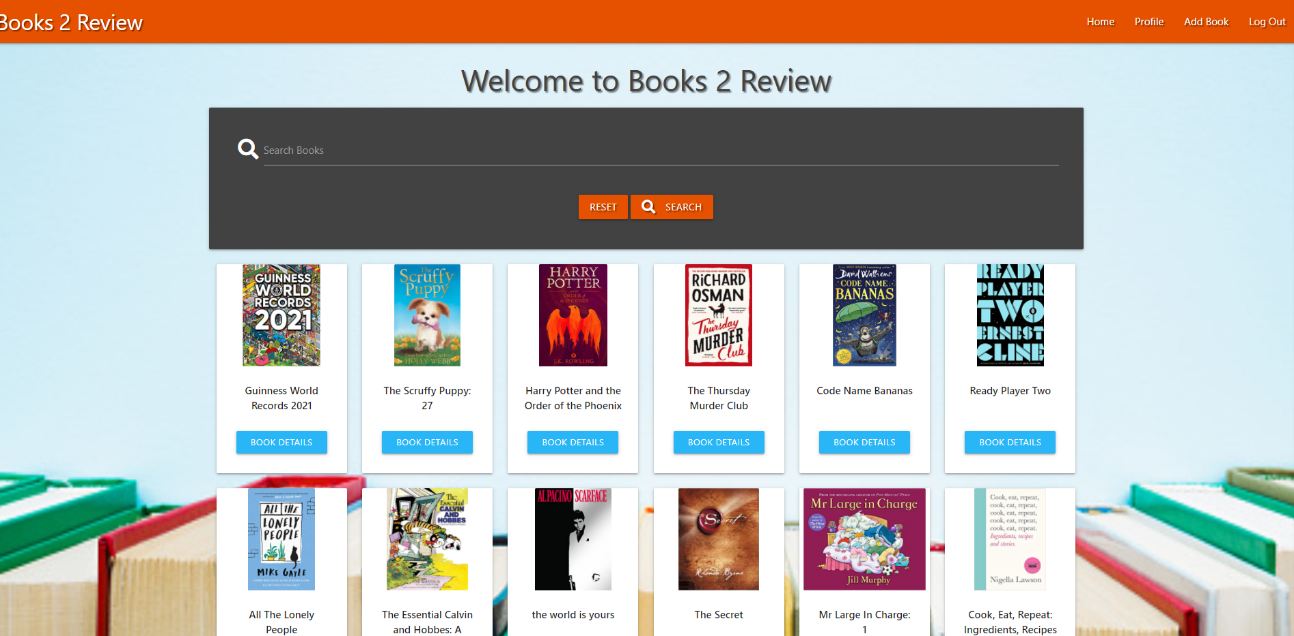 Books 2 Review
Home Profile Add Book Log Out
Welcome to Books 2 Review
Search Books
RESET SEARCH
GUINNESS
WORLD
RECORDS
2021
The
Scruffy
Puppy
HOLLY WEBB
HARRY
POTTER
J.K. ROWLING
RICHARD
OSMAN
The
Thursday
MURDER
Club
David Walliams
CODE NAME
BANANAS
READY
PLAYER
TWO
ERNEST
CLINE
Guinness World
Records 2021
The Scruffy Puppy:
27
Harry Potter and the
Order of the Phoenix
The Thursday
Murder Club
Code Name Bananas
Ready Player Two
BOOK DETAILS BOOK DETAILS BOOK DETAILS BOOK DETAILS BOOK DETAILS BOOK DETAILS
ALL THE
LONELY
PEOPLE
MIKE GAYLE
The
Essential
CALVIN
AND
HOBBES
AL PACINO SCARFACE
The Secret
Rhonda Byrne
Mr Large in Charge
Jill Murphy
Cook, eat, repeat,
cook, eat, repeat,
cook, eat, repeat,
cook, eat, repeat.
Ingredients, recipes
and stories.
Nigella Lawson
All The Lonely
People
The Essential Calvin
and Hobbes: A
the world is yours
The Secret
Mr Large In Charge:
1
Cook, Eat, Repeat:
Ingredients, Recipes